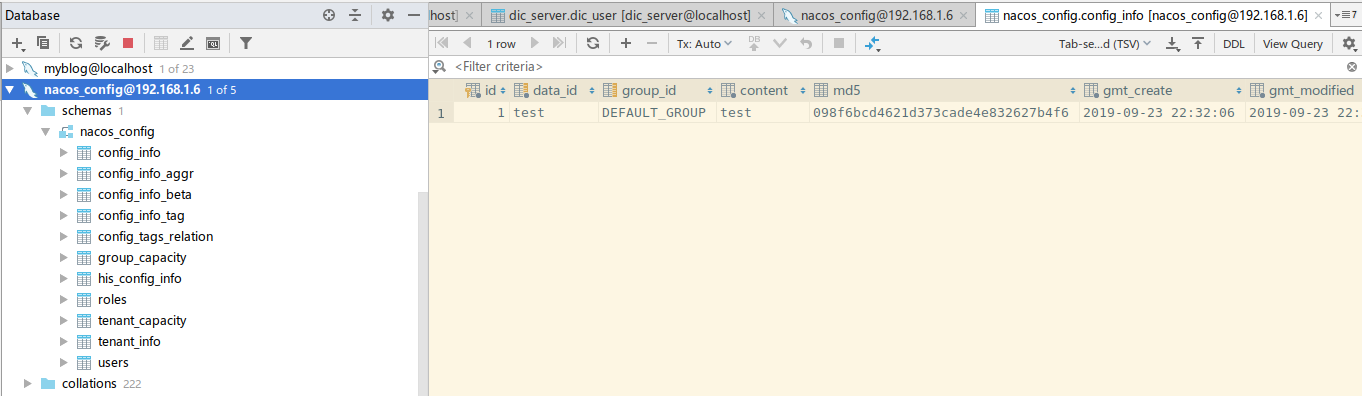 Database
myblog@localhost 1 of 23
nacos_config@192.168.1.6 1 of 5
schemas 1
nacos_config
config_info
config_info_aggr
config_info_beta
config_info_tag
config_tags_relation
group_capacity
his_config_info
roles
tenant_capacity
tenant_info
users
collations 222
lhost] dic_server.dic_user [dic_server@localhost] nacos_config@192.168.1.6 nacos_config.config_info [nacos_config@192.168.1.6] 7
1 row Tx: Auto DB Tab-se...d (TSV) DDL View Query
<Filter criteria>
id data_id group_id content md5 gmt_create gmt_modified
1 1 test DEFAULT_GROUP test 098f6bcd4621d373cade4e832627b4f6 2019-09-23 22:32:06 2019-09-23 22: